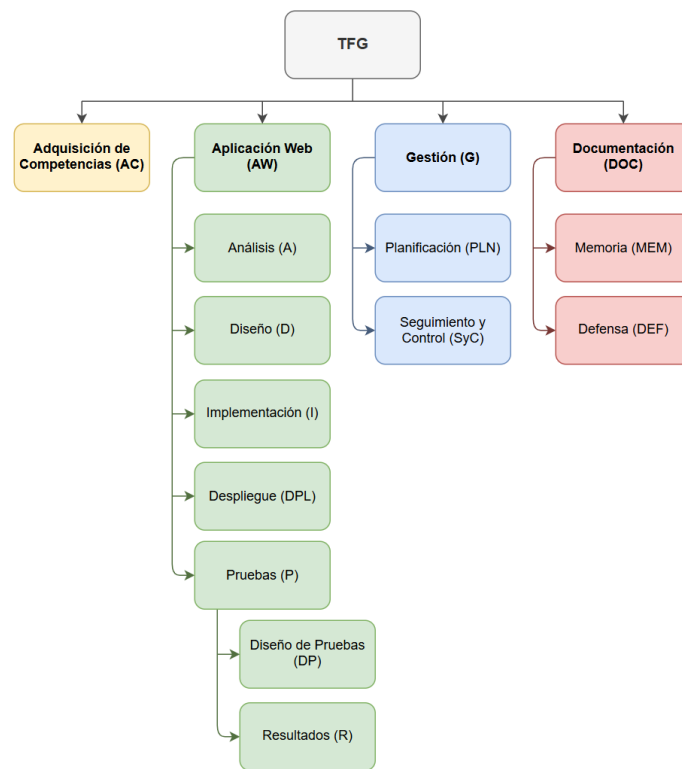 TFG
Adquisición de
Competencias (AC)
Aplicación Web
(AW)
Gestión (G)
Documentación
(DOC)
Análisis (A)
Planificación (PLN)
Memoria (MEM)
Diseño (D)
Seguimiento y
Control (SyC)
Defensa (DEF)
Implementación (I)
Despliegue (DPL)
Pruebas (P)
Diseño de Pruebas
(DP)
Resultados (R)